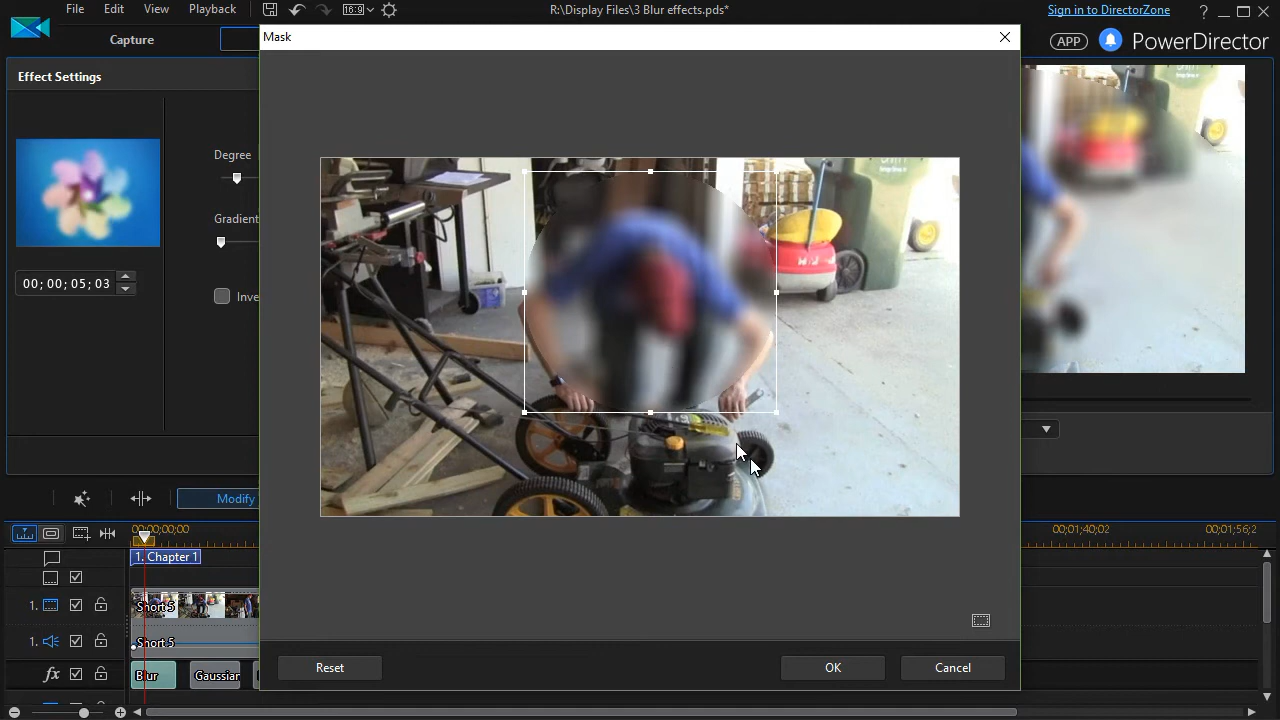 File Edit View Playback 16:9 R:\Display Files\3 Blur effects.pds* Sign in to DirectorZone ?
Capture APP PowerDirector
Mask
Effect Settings
Degree
Gradient
00; 00; 05; 03
Inve
Modify
00;00;00;00 00;01;40;02 00;01;56;2
1. Chapter 1
1. Short 5
1. Short 5
fx Blur Gaussian
Reset OK Cancel